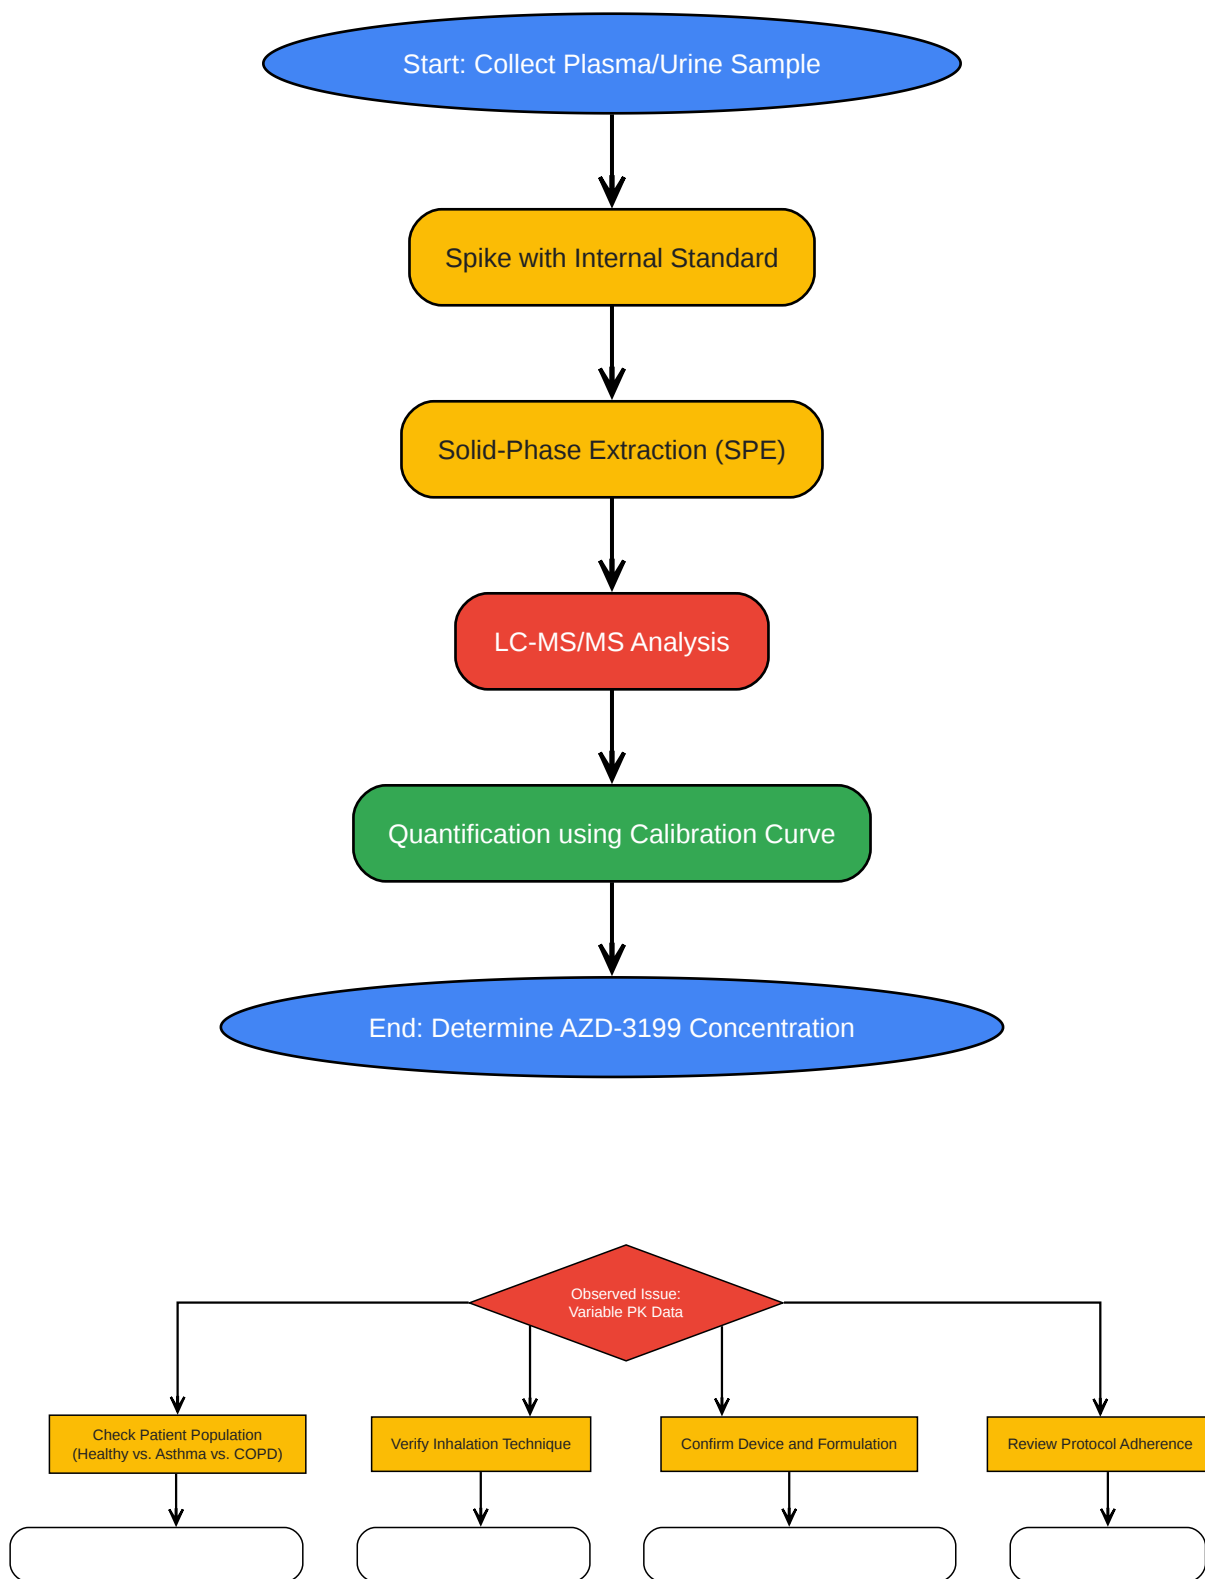 Start: Collect Plasma/Urine Sample
Spike with Internal Standard
Solid-Phase Extraction (SPE)
LC-MS/MS Analysis
Quantification using Calibration Curve
End: Determine AZD-3199 Concentration
Observed Issue:
Variable PK Data
Check Patient Population
(Healthy vs. Asthma vs. COPD)
Verify Inhalation Technique
Confirm Device and Formulation
Review Protocol Adherence